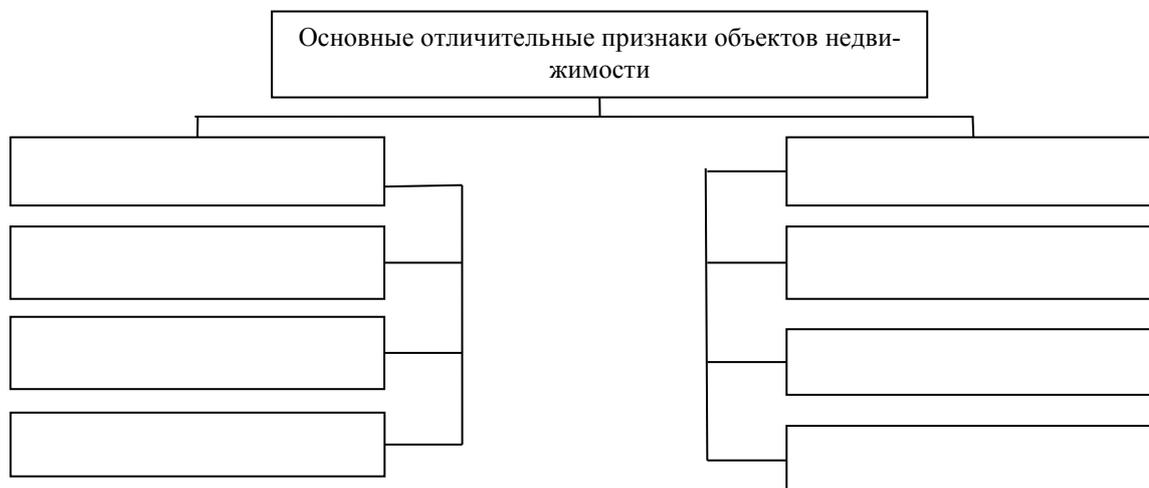 Основные отличительные признаки объектов недви-
жимости